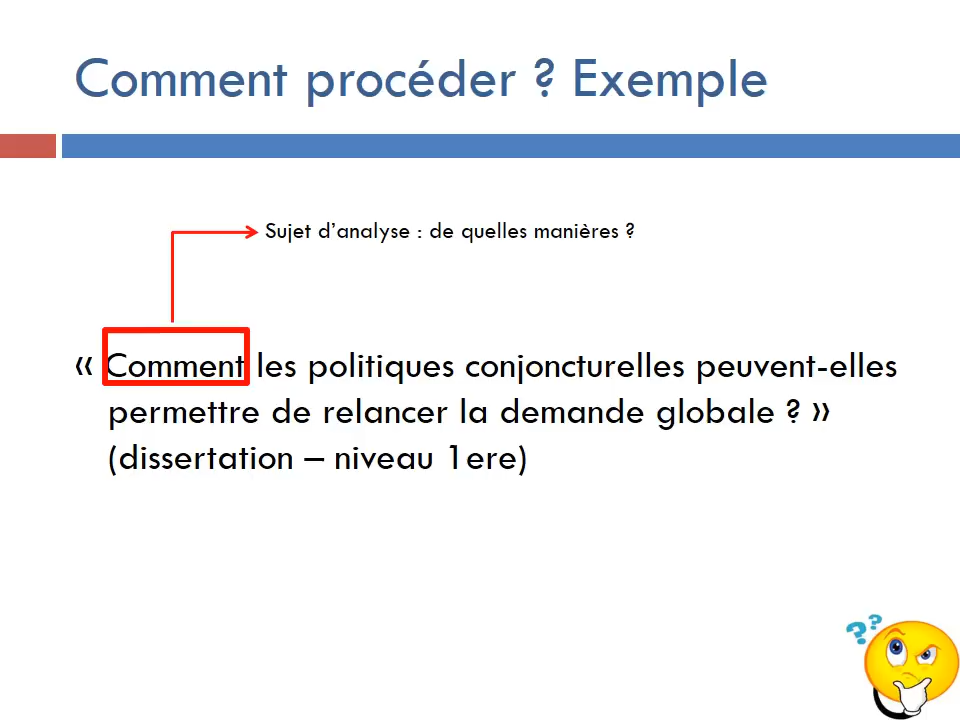 Comment procéder ? Exemple
Sujet d'analyse : de quelles manières ?
« Comment les politiques conjoncturelles peuvent-elles
permettre de relancer la demande globale ? »
(dissertation – niveau 1ere)
??